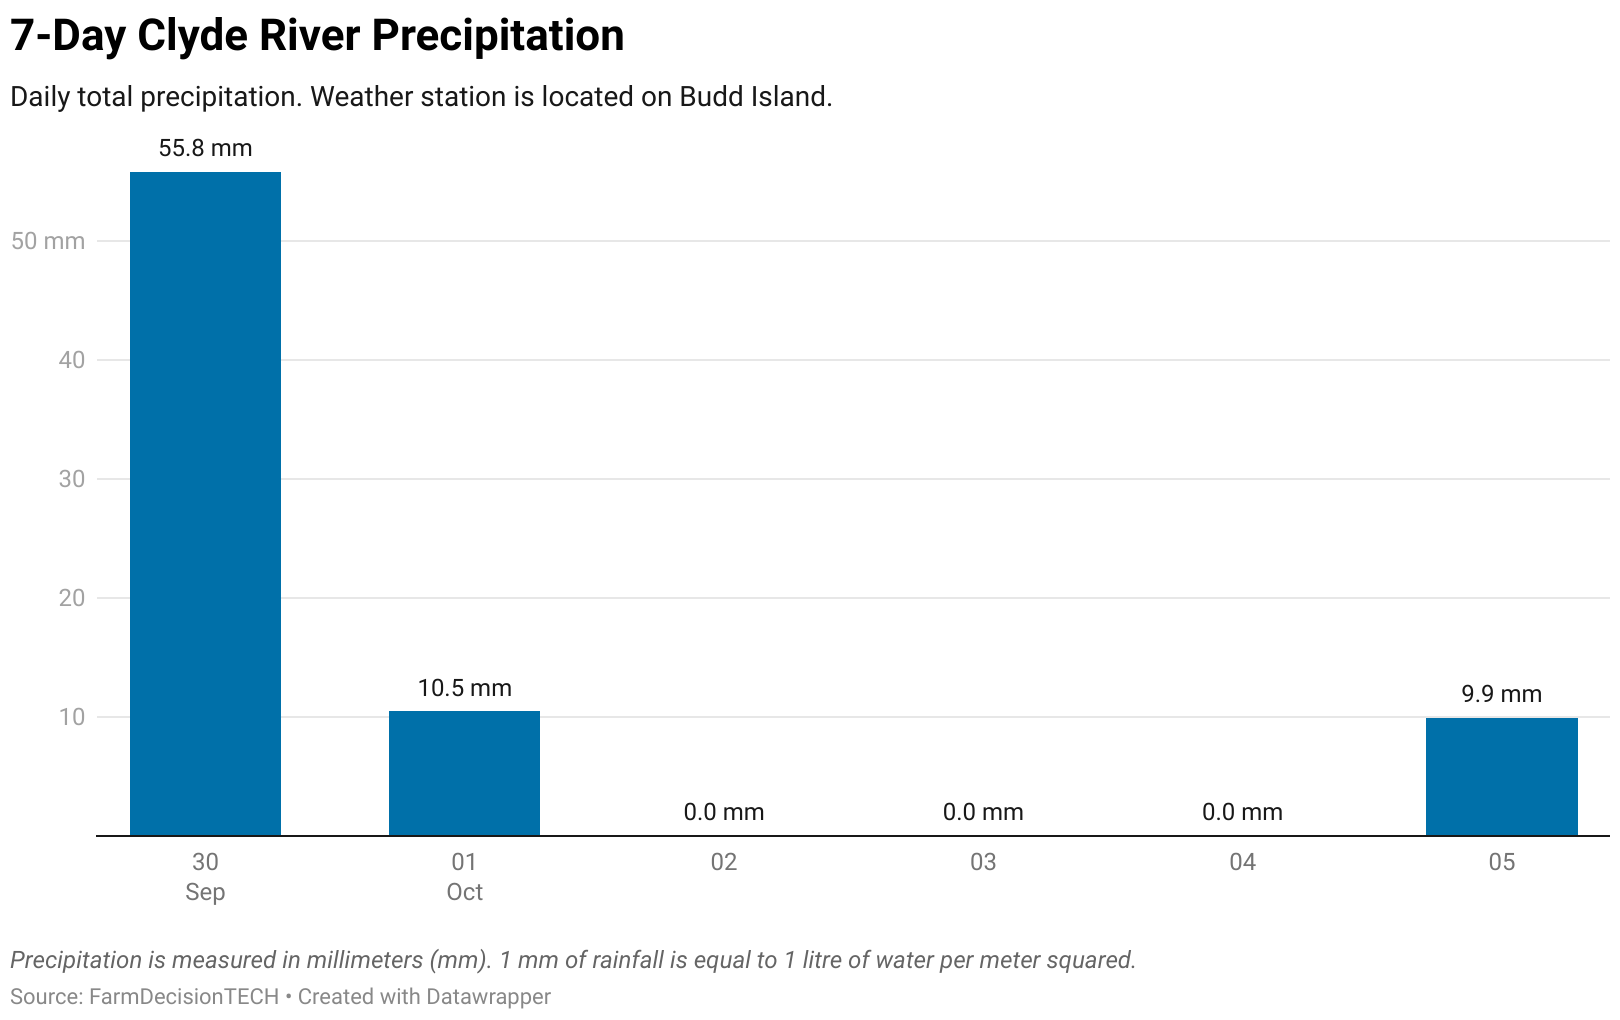 7-Day Clyde River Precipitation
Daily total precipitation. Weather station is located on Budd Island.
55.8 mm
50 mm
40
30
20
10.5 mm
9.9 mm
10
0.0 mm 0.0 mm 0.0 mm
30 01 02 03 04 05
Sep Oct
Precipitation is measured in millimeters (mm). 1 mm of rainfall is equal to 1 litre of water per meter squared.
Source: FarmDecisionTECH • Created with Datawrapper